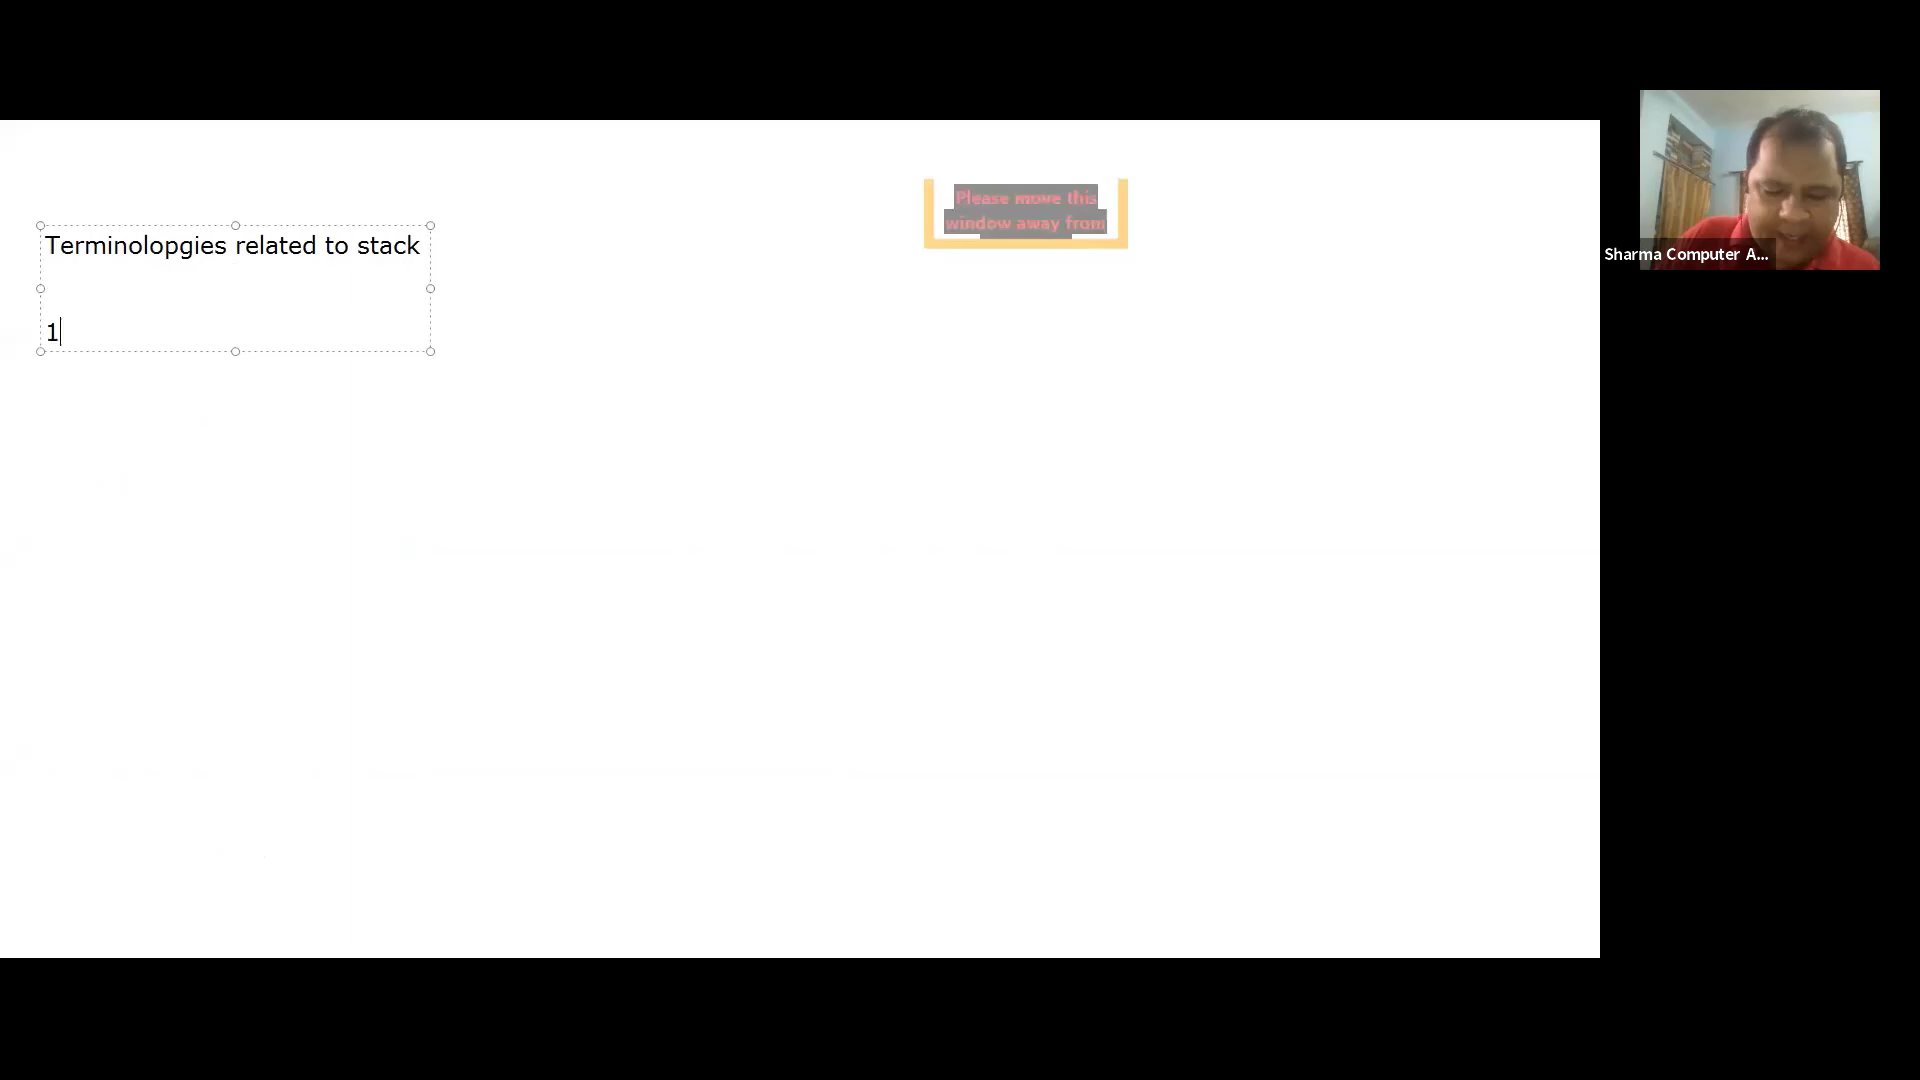 Terminolopgies related to stack
1
Please move this
window away from
Sharma Computer A...